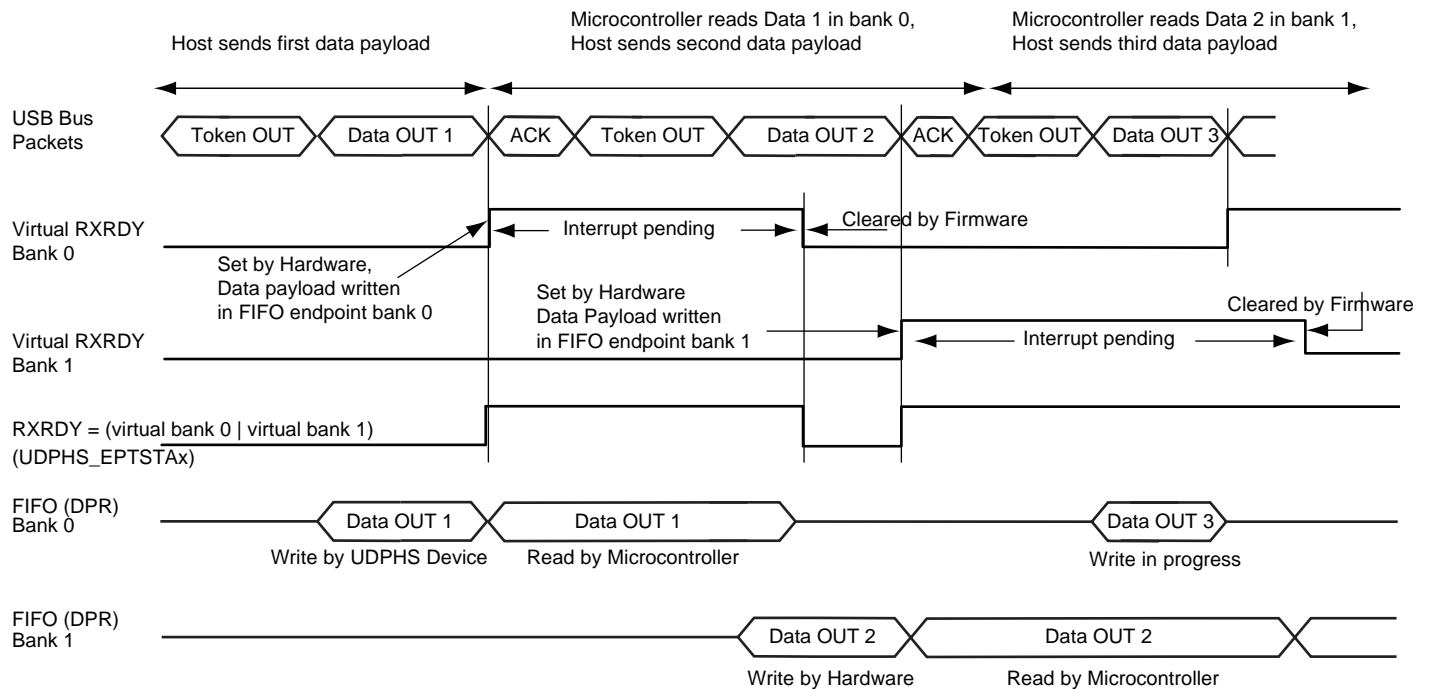 Host sends first data payload
Microcontroller reads Data 1 in bank 0,
Host sends second data payload
Microcontroller reads Data 2 in bank 1,
Host sends third data payload
USB Bus
Packets
Token OUT
Data OUT 1
ACK
Token OUT
Data OUT 2
ACK
Token OUT
Data OUT 3
Virtual RXRDY
Bank 0
Interrupt pending
Cleared by Firmware
Set by Hardware,
Data payload written
in FIFO endpoint bank 0
Set by Hardware
Data Payload written
in FIFO endpoint bank 1
Cleared by Firmware
Virtual RXRDY
Bank 1
Interrupt pending
RXRDY = (virtual bank 0 | virtual bank 1)
(UDPHS_EPTSTAx)
FIFO (DPR)
Bank 0
Data OUT 1
Data OUT 1
Data OUT 3
Write by UDPHS Device
Read by Microcontroller
Write in progress
FIFO (DPR)
Bank 1
Data OUT 2
Data OUT 2
Write by Hardware
Read by Microcontroller